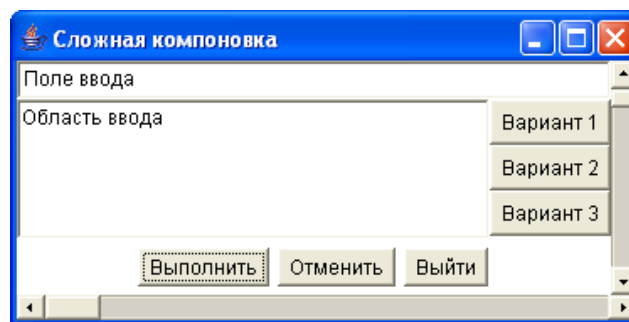 Сложная компоновка
Поле ввода
Область ввода
Вариант 1
Вариант 2
Вариант 3
Выполнить Отменить Выйти